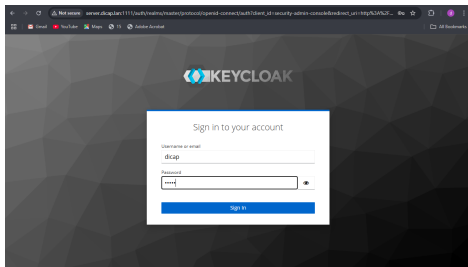 Not secure server.dicap.lan:1111/auth/realms/master/protocol/openid-connect/auth?client_id=security-admin-console&redirect_uri=http%3A%2F...
Gmail YouTube Maps Adobe Acrobat All Bookmarks
KEYCLOAK
Sign in to your account
Username or email
dicap
Password
•••••
Sign In